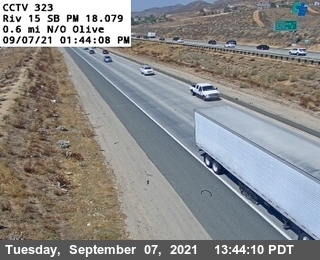 CCTV 323
Riv 15 SB PM 18.079
0.6 mi N/O Olive
09/07/21 01:44:08 PM
Tuesday, September 07, 2021 13:44:10 PDT